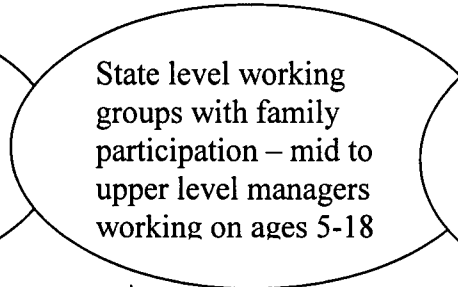 State level working
groups with family
participation – mid to
upper level managers
working on ages 5-18